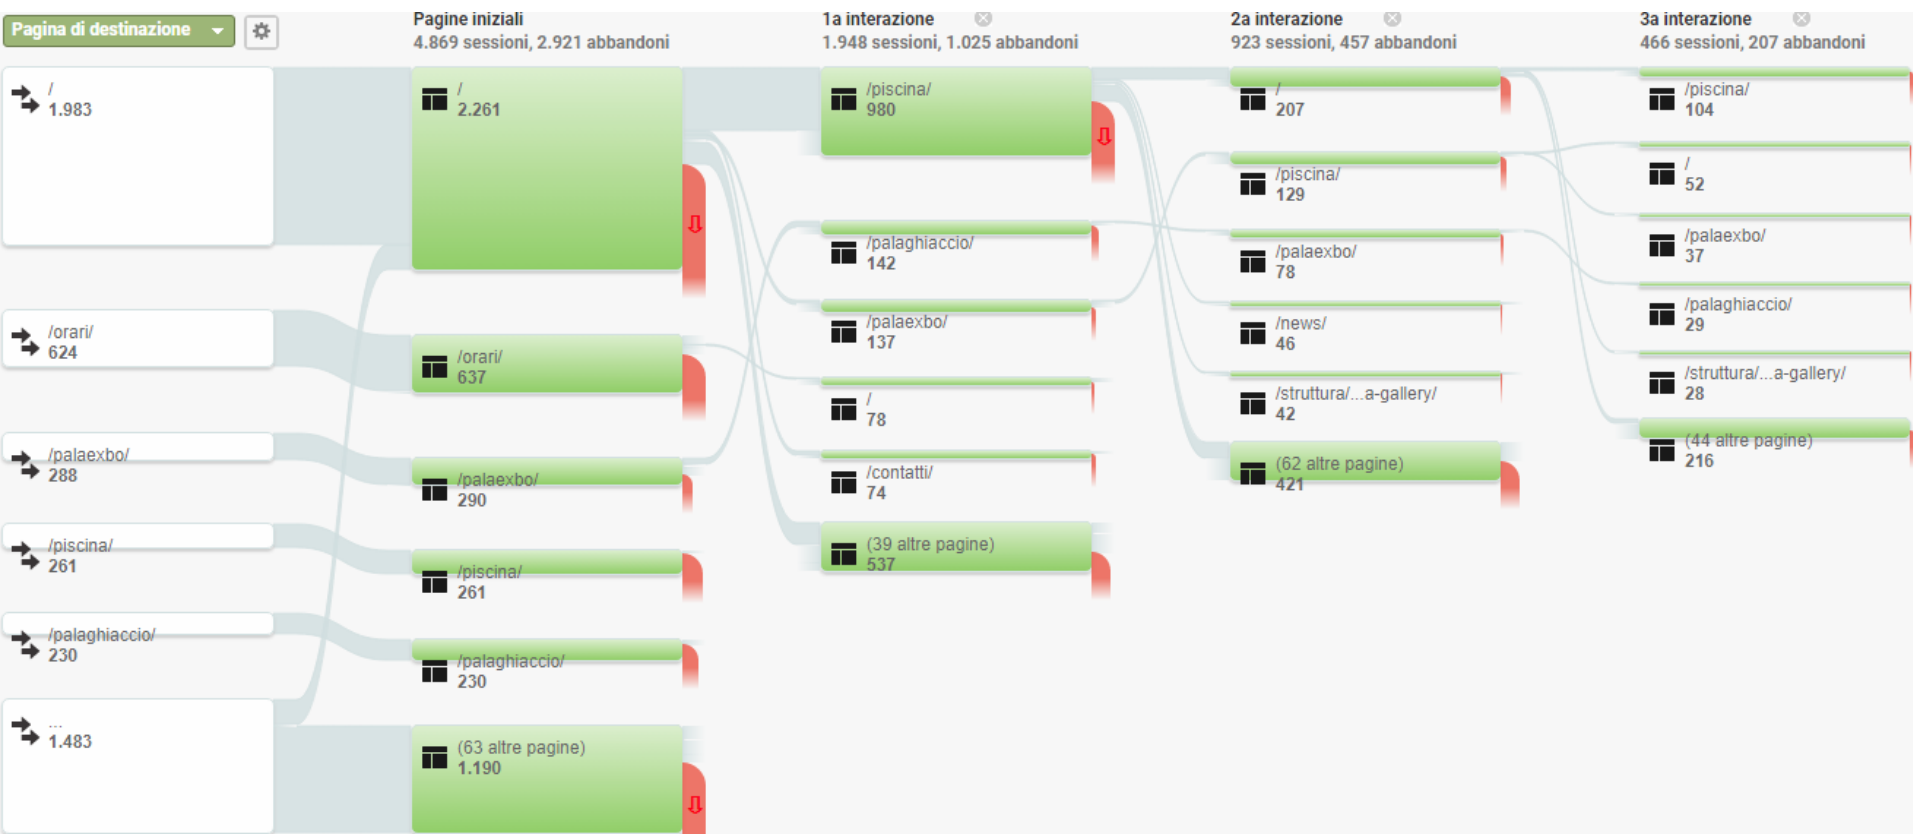 Pagina di destinazione
/
1.983
/orari/
624
/palaexbo/
288
/piscina/
261
/palaghiaccio/
230
...
1.483
Pagine iniziali
4.869 sessioni, 2.921 abbandoni
/
2.261
/orari/
637
/palaexbo/
290
/piscina/
261
/palaghiaccio/
230
(63 altre pagine)
1.190
1a interazione
1.948 sessioni, 1.025 abbandoni
/piscina/
980
/palaghiaccio/
142
/palaexbo/
137
/
78
/contatti/
74
(39 altre pagine)
537
2a interazione
923 sessioni, 457 abbandoni
/
207
/piscina/
129
/palaexbo/
78
/news/
46
/struttura/...a-gallery/
42
(62 altre pagine)
421
3a interazione
466 sessioni, 207 abbandoni
/piscina/
104
/
52
/palaexbo/
37
/palaghiaccio/
29
/struttura/...a-gallery/
28
(44 altre pagine)
216